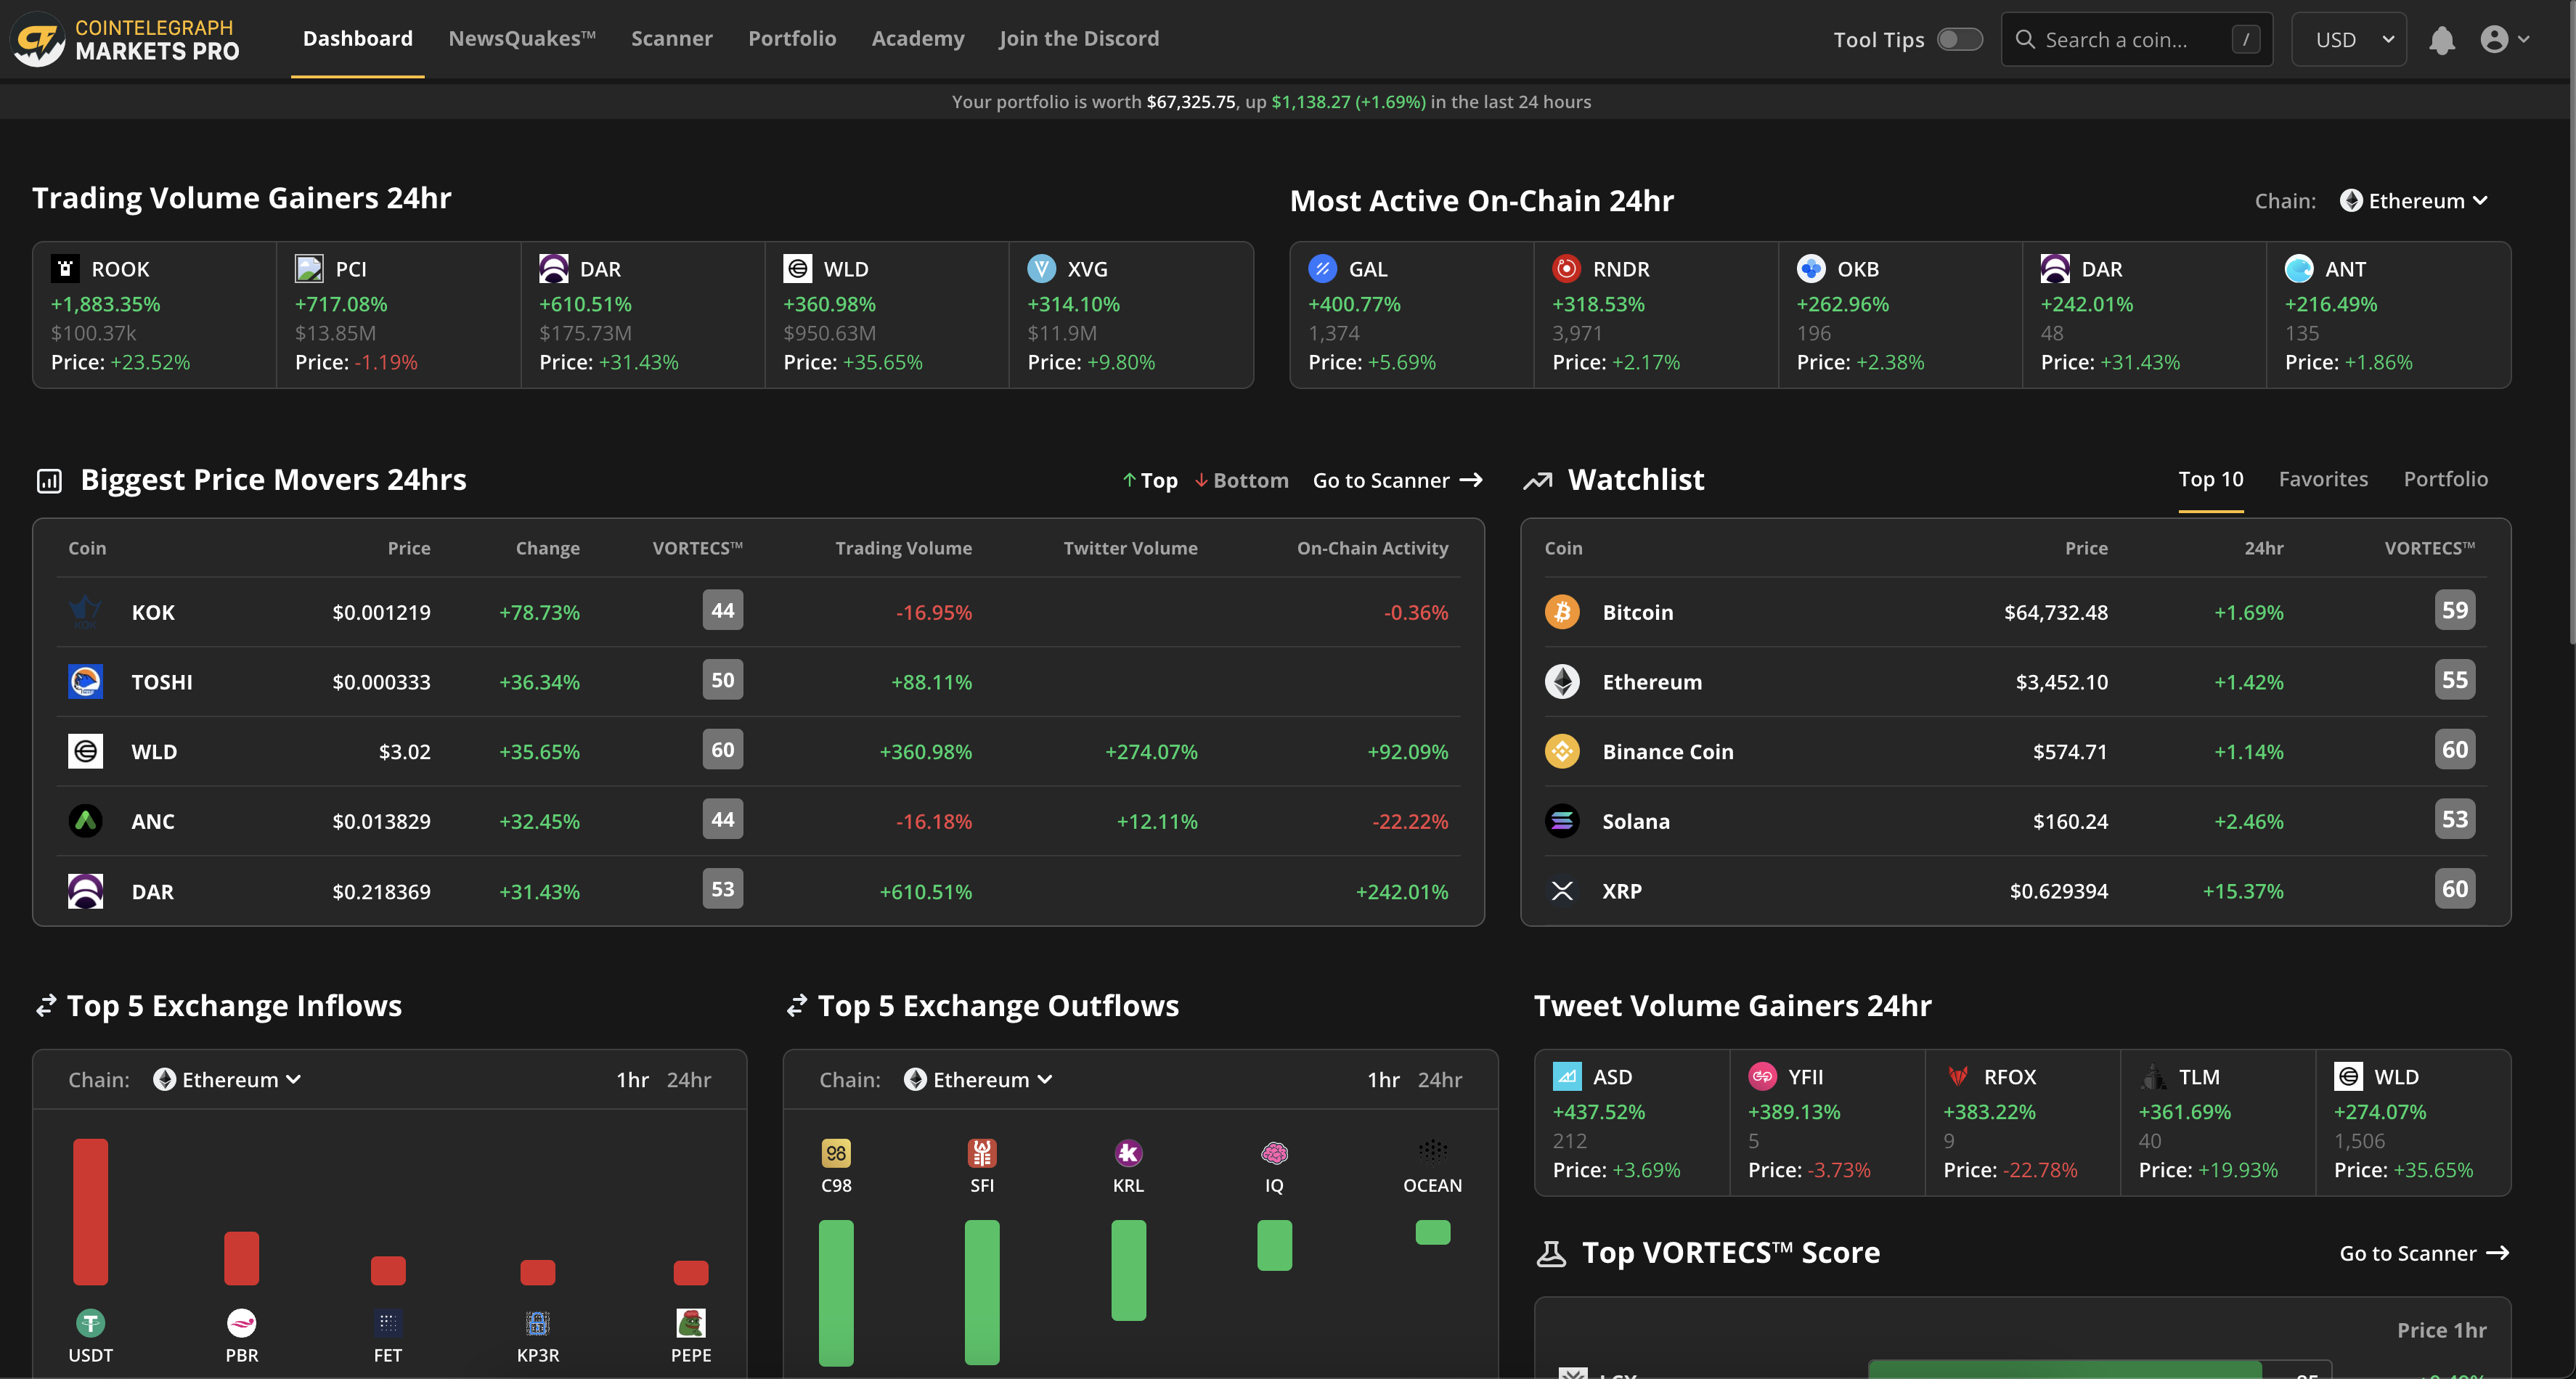 COINTELEGRAPH
MARKETS PRO
Dashboard NewsQuakes™ Scanner Portfolio Academy Join the Discord
Tool Tips Search a coin... / USD
Your portfolio is worth $67,325.75, up $1,138.27 (+1.69%) in the last 24 hours
Trading Volume Gainers 24hr
ROOK PCI DAR WLD XVG
+1,883.35% +717.08% +610.51% +360.98% +314.10%
$100.37k $13.85M $175.73M $950.63M $11.9M
Price: +23.52% Price: -1.19% Price: +31.43% Price: +35.65% Price: +9.80%
Most Active On-Chain 24hr Chain: Ethereum
GAL RNDR OKB DAR ANT
+400.77% +318.53% +262.96% +242.01% +216.49%
1,374 3,971 196 48 135
Price: +5.69% Price: +2.17% Price: +2.38% Price: +31.43% Price: +1.86%
Biggest Price Movers 24hrs Top Bottom Go to Scanner
Coin Price Change VORTECS™ Trading Volume Twitter Volume On-Chain Activity
KOK $0.001219 +78.73% 44 -16.95% -0.36%
TOSHI $0.000333 +36.34% 50 +88.11%
WLD $3.02 +35.65% 60 +360.98% +274.07% +92.09%
ANC $0.013829 +32.45% 44 -16.18% +12.11% -22.22%
DAR $0.218369 +31.43% 53 +610.51% +242.01%
Watchlist Top 10 Favorites Portfolio
Coin Price 24hr VORTECS™
Bitcoin $64,732.48 +1.69% 59
Ethereum $3,452.10 +1.42% 55
Binance Coin $574.71 +1.14% 60
Solana $160.24 +2.46% 53
XRP $0.629394 +15.37% 60
Top 5 Exchange Inflows
Chain: Ethereum 1hr 24hr
USDT PBR FET KP3R PEPE
Top 5 Exchange Outflows
Chain: Ethereum 1hr 24hr
C98 SFI KRL IQ OCEAN
Tweet Volume Gainers 24hr
ASD YFII RFOX TLM WLD
+437.52% +389.13% +383.22% +361.69% +274.07%
212 5 9 40 1,506
Price: +3.69% Price: -3.73% Price: -22.78% Price: +19.93% Price: +35.65%
Top VORTECS™ Score Go to Scanner
Price 1hr